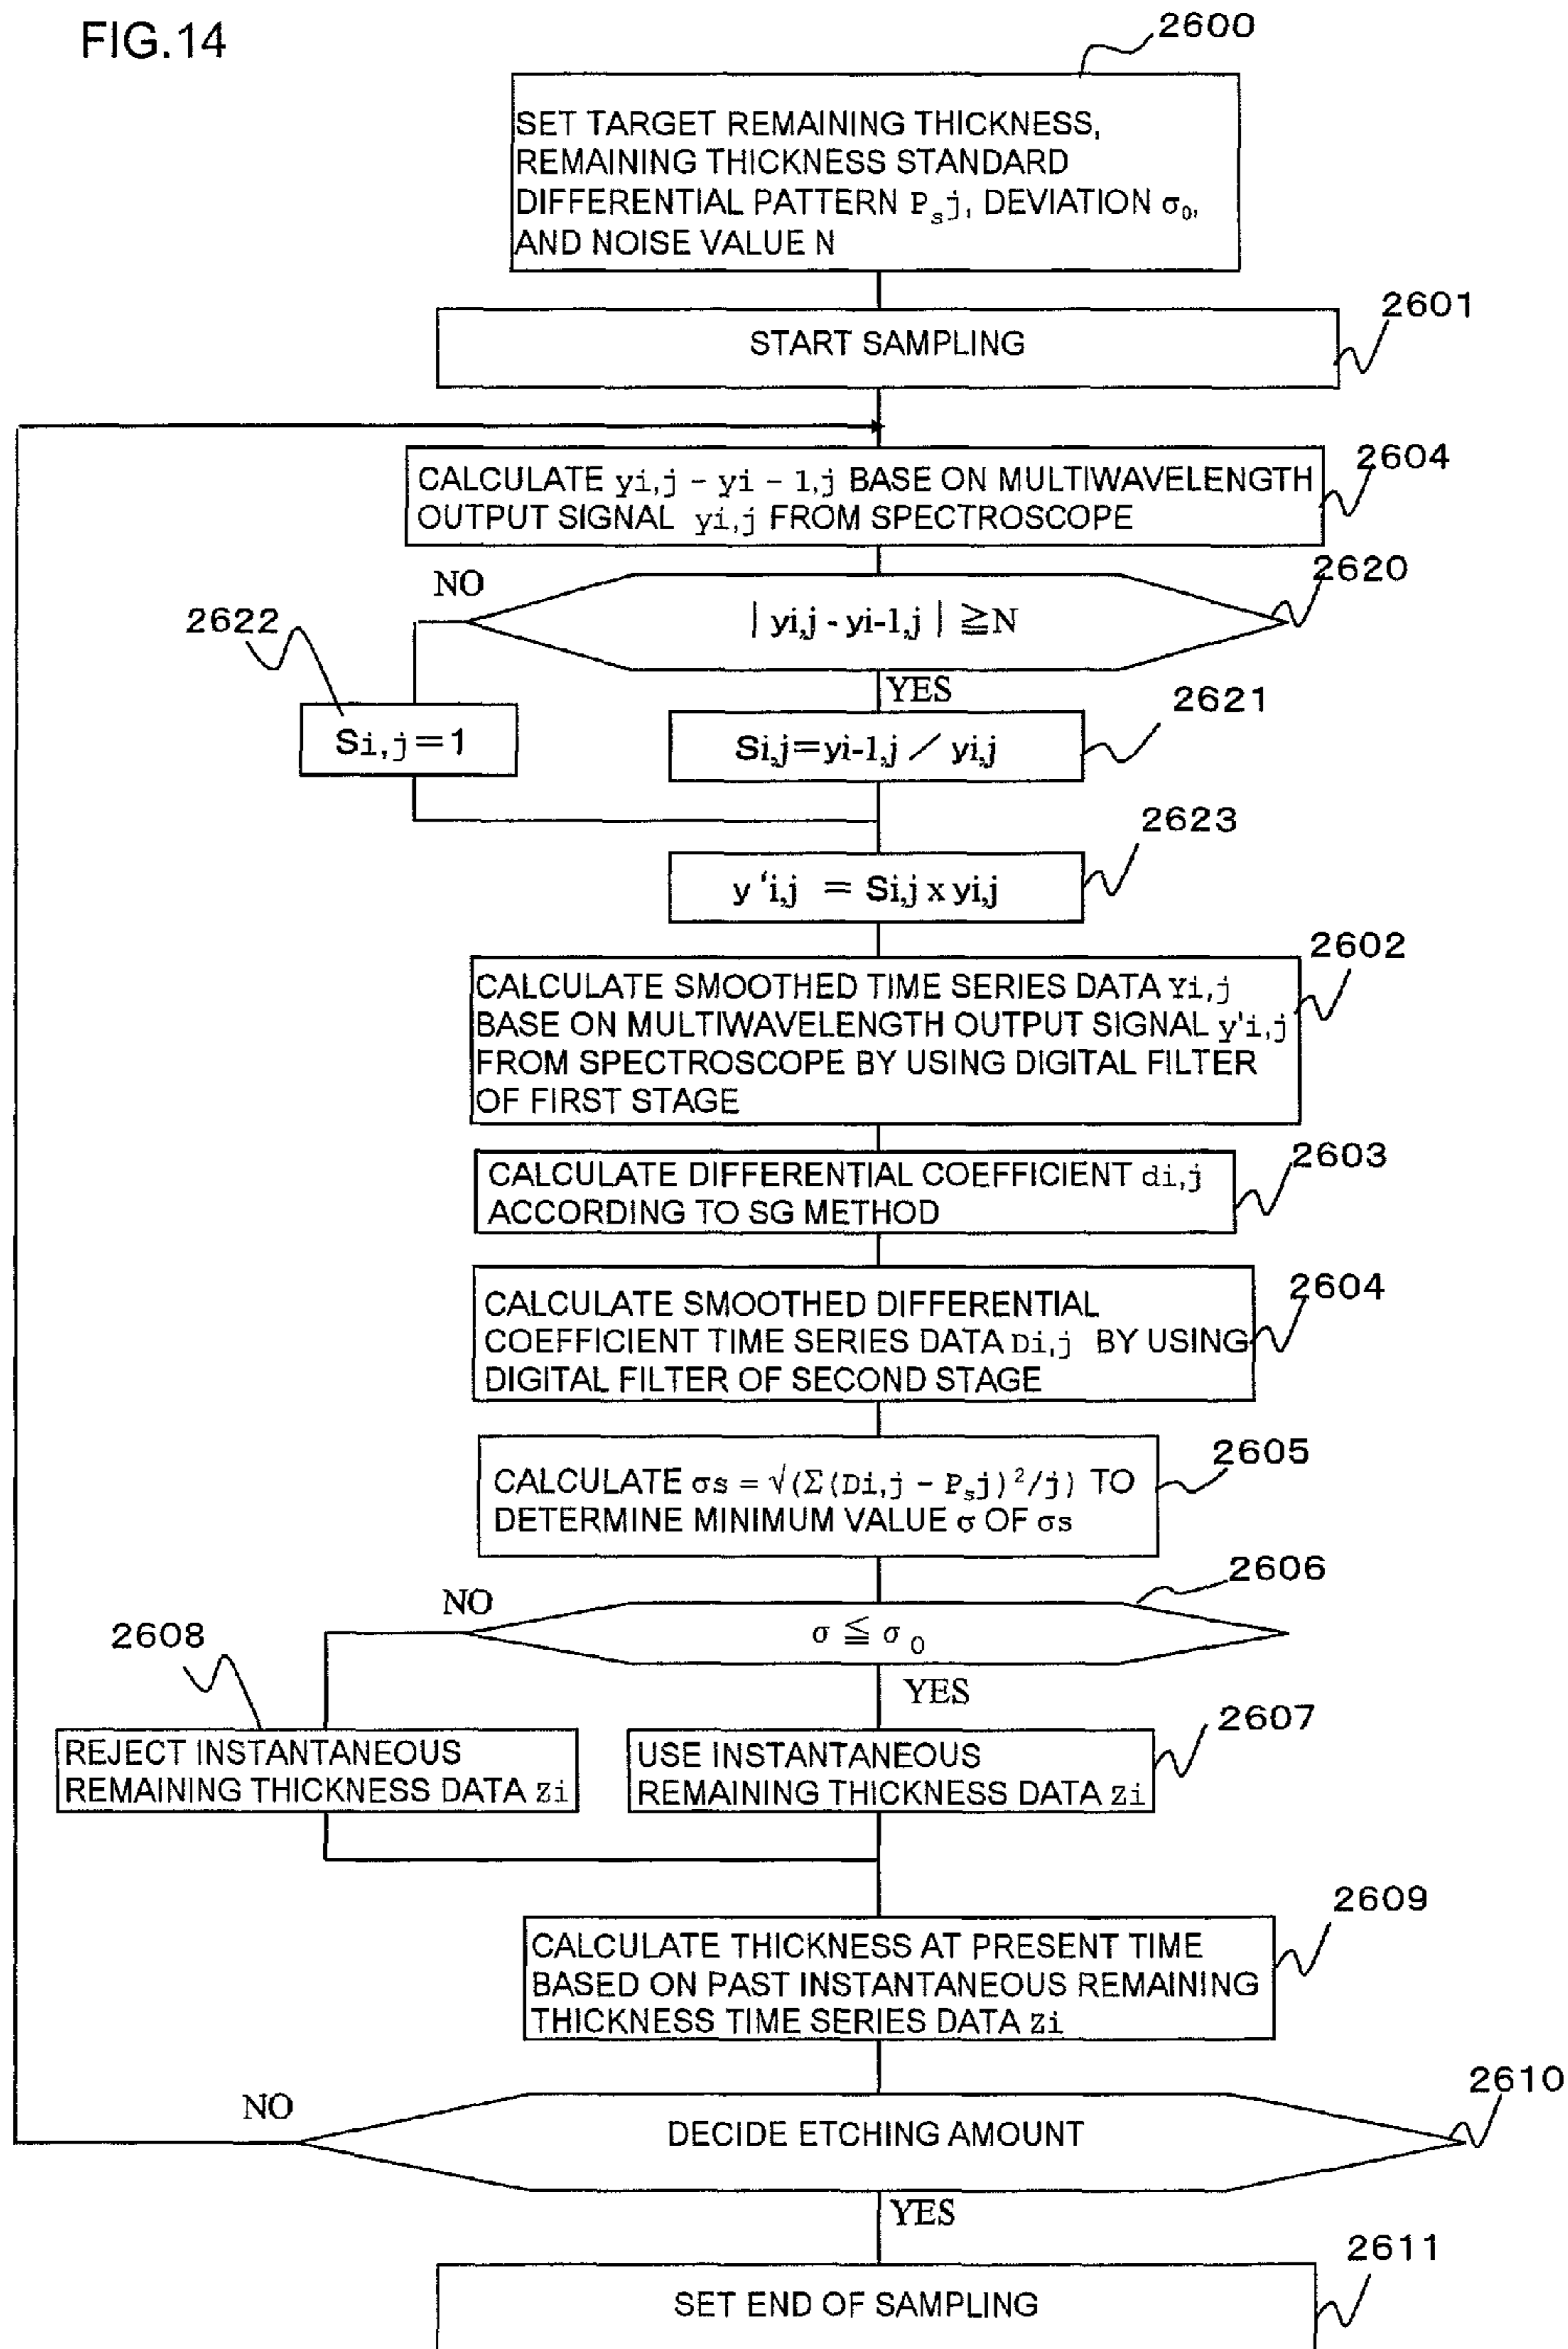 FIG.14
2600
SET TARGET REMAINING THICKNESS,
REMAINING THICKNESS STANDARD
DIFFERENTIAL PATTERN Psj, DEVIATION σ0,
AND NOISE VALUE N
2601
START SAMPLING
2604
CALCULATE yi,j - yi - 1,j BASE ON MULTIWAVELENGTH
OUTPUT SIGNAL yi,j FROM SPECTROSCOPE
2620
NO
| yi,j - yi-1,j | ≧N
2622
YES
2621
Si,j=1
Si,j=yi-1,j / yi,j
2623
y 'i,j = Si,j x yi,j
2602
CALCULATE SMOOTHED TIME SERIES DATA Yi,j
BASE ON MULTIWAVELENGTH OUTPUT SIGNAL y'i,j
FROM SPECTROSCOPE BY USING DIGITAL FILTER
OF FIRST STAGE
2603
CALCULATE DIFFERENTIAL COEFFICIENT di,j
ACCORDING TO SG METHOD
2604
CALCULATE SMOOTHED DIFFERENTIAL
COEFFICIENT TIME SERIES DATA Di,j BY USING
DIGITAL FILTER OF SECOND STAGE
2605
CALCULATE σs = √(Σ(Di,j - Psj)²/j) TO
DETERMINE MINIMUM VALUE σ OF σs
2606
NO
σ ≦ σ0
2608
YES
2607
REJECT INSTANTANEOUS
REMAINING THICKNESS DATA Zi
USE INSTANTANEOUS
REMAINING THICKNESS DATA Zi
2609
CALCULATE THICKNESS AT PRESENT TIME
BASED ON PAST INSTANTANEOUS REMAINING
THICKNESS TIME SERIES DATA Zi
2610
NO
DECIDE ETCHING AMOUNT
YES
2611
SET END OF SAMPLING